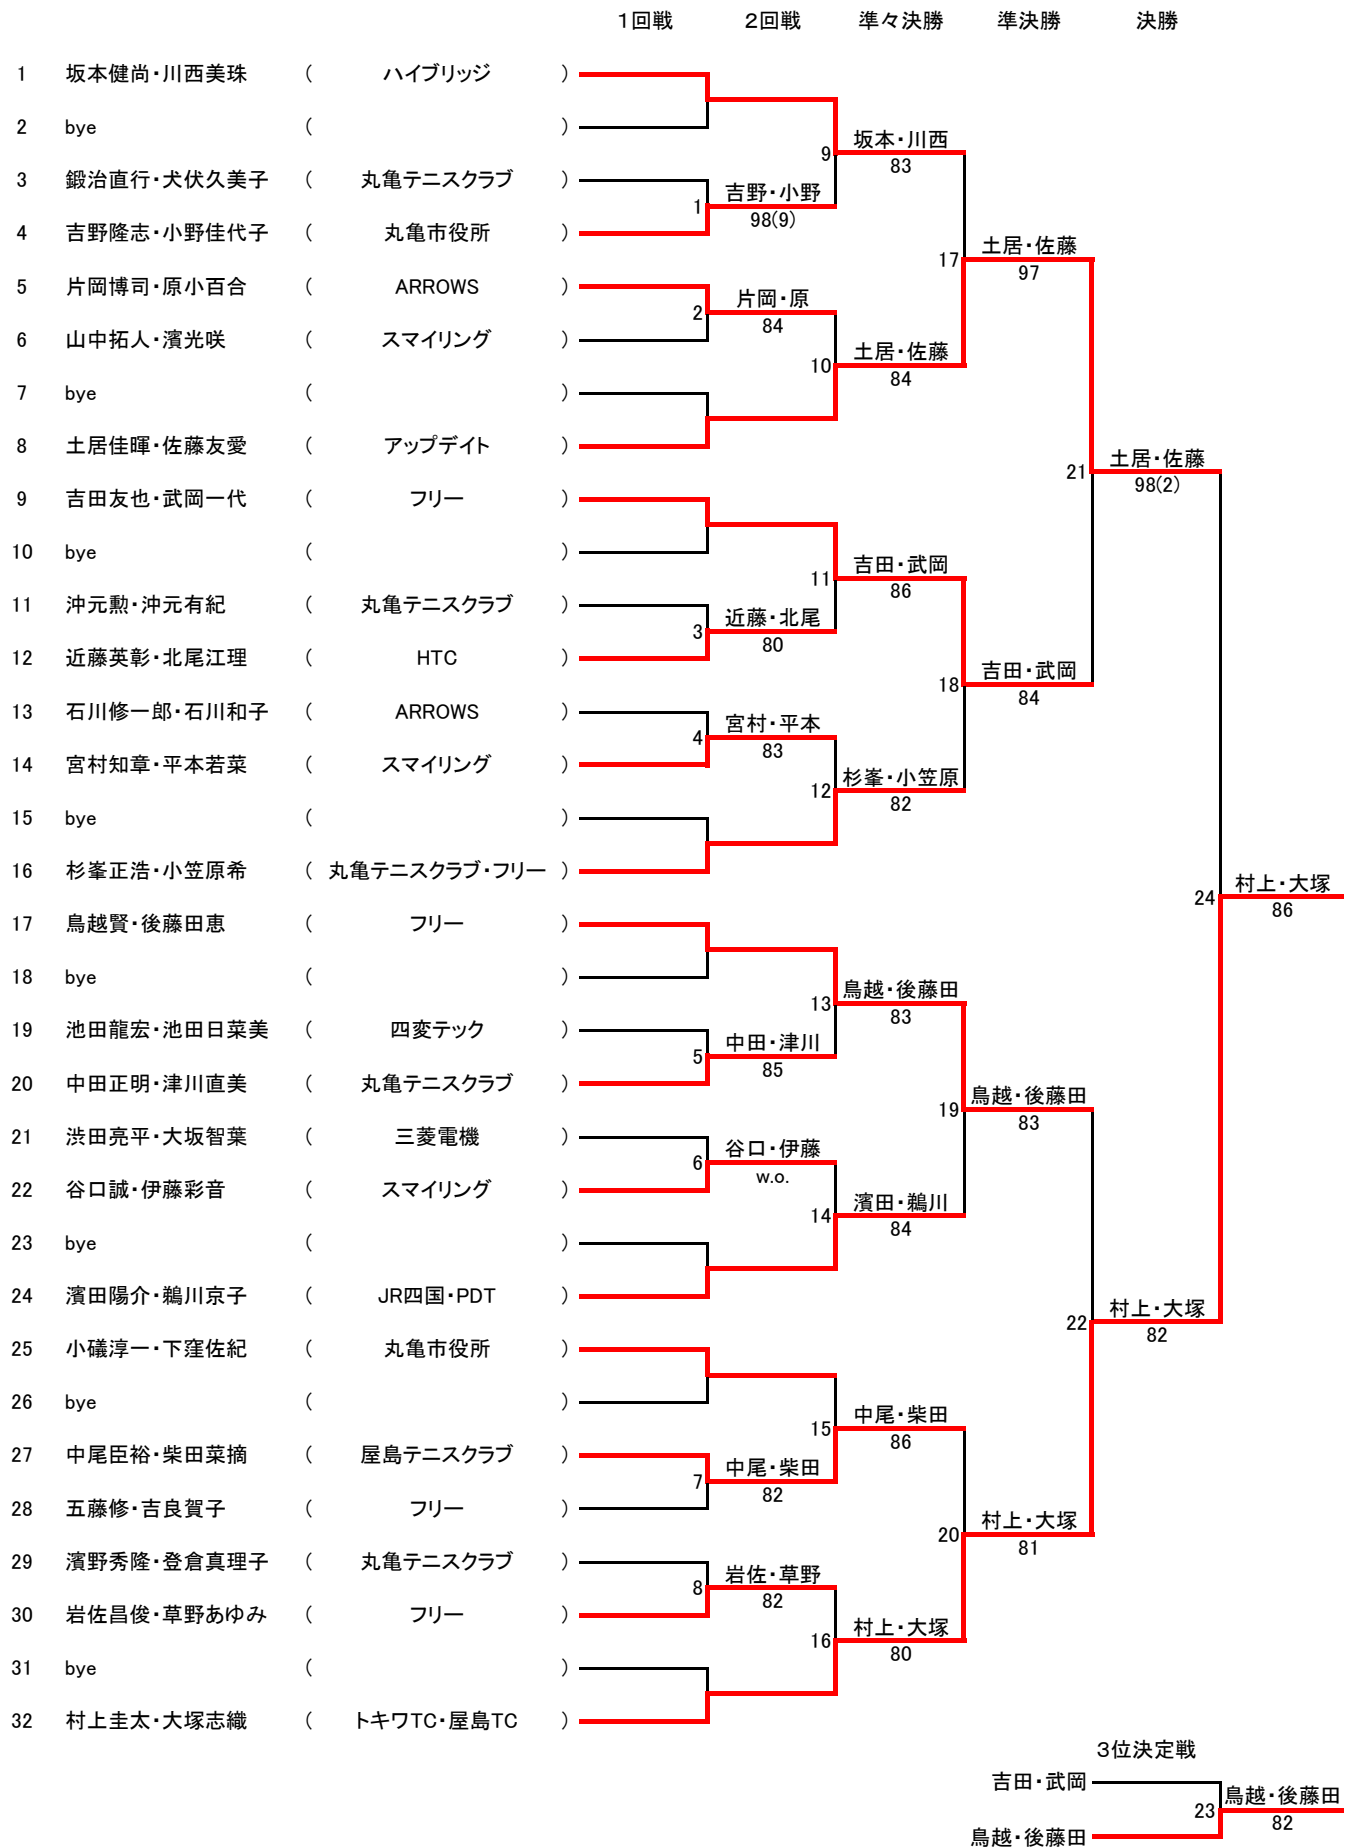 1回戦 2回戦 準々決勝 準決勝 決勝
1 坂本健尚・川西美珠 ( ハイブリッジ )
2 bye ( )
9 坂本・川西
83
3 鍛治直行・犬伏久美子 ( 丸亀テニスクラブ )
1 吉野・小野
98(9)
4 吉野隆志・小野佳代子 ( 丸亀市役所 )
17 土居・佐藤
97
5 片岡博司・原小百合 ( ARROWS )
2 片岡・原
84
6 山中拓人・濱光咲 ( スマイリング )
10 土居・佐藤
84
7 bye ( )
8 土居佳暉・佐藤友愛 ( アップデイト )
21 土居・佐藤
98(2)
9 吉田友也・武岡一代 ( フリー )
10 bye ( )
11 吉田・武岡
86
11 沖元勲・沖元有紀 ( 丸亀テニスクラブ )
3 近藤・北尾
80
12 近藤英彰・北尾江理 ( HTC )
18 吉田・武岡
84
13 石川修一郎・石川和子 ( ARROWS )
4 宮村・平本
83
14 宮村知章・平本若菜 ( スマイリング )
12 杉峯・小笠原
82
15 bye ( )
16 杉峯正浩・小笠原希 ( 丸亀テニスクラブ・フリー )
24 村上・大塚
86
17 鳥越賢・後藤田恵 ( フリー )
18 bye ( )
13 鳥越・後藤田
83
19 池田龍宏・池田日菜美 ( 四変テック )
5 中田・津川
85
20 中田正明・津川直美 ( 丸亀テニスクラブ )
19 鳥越・後藤田
83
21 渋田亮平・大坂智葉 ( 三菱電機 )
6 谷口・伊藤
w.o.
22 谷口誠・伊藤彩音 ( スマイリング )
14 濱田・鵜川
84
23 bye ( )
24 濱田陽介・鵜川京子 ( JR四国・PDT )
22 村上・大塚
82
25 小礒淳一・下窪佐紀 ( 丸亀市役所 )
26 bye ( )
15 中尾・柴田
86
27 中尾臣裕・柴田菜摘 ( 屋島テニスクラブ )
7 中尾・柴田
82
28 五藤修・吉良賀子 ( フリー )
20 村上・大塚
81
29 濱野秀隆・登倉真理子 ( 丸亀テニスクラブ )
8 岩佐・草野
82
30 岩佐昌俊・草野あゆみ ( フリー )
16 村上・大塚
80
31 bye ( )
32 村上圭太・大塚志織 ( トキワTC・屋島TC )
3位決定戦
吉田・武岡
23 鳥越・後藤田
82
鳥越・後藤田